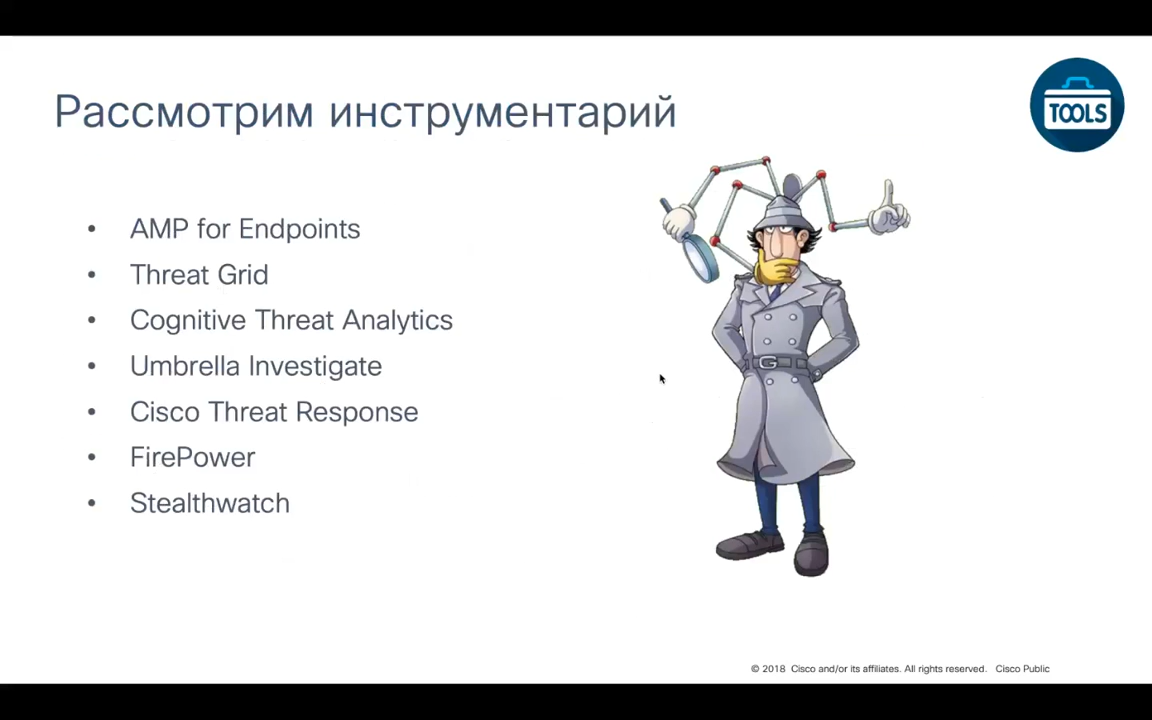 Рассмотрим инструментарий
TOOLS
• AMP for Endpoints
• Threat Grid
• Cognitive Threat Analytics
• Umbrella Investigate
• Cisco Threat Response
• FirePower
• Stealthwatch
G
© 2018 Cisco and/or its affiliates. All rights reserved. Cisco Public